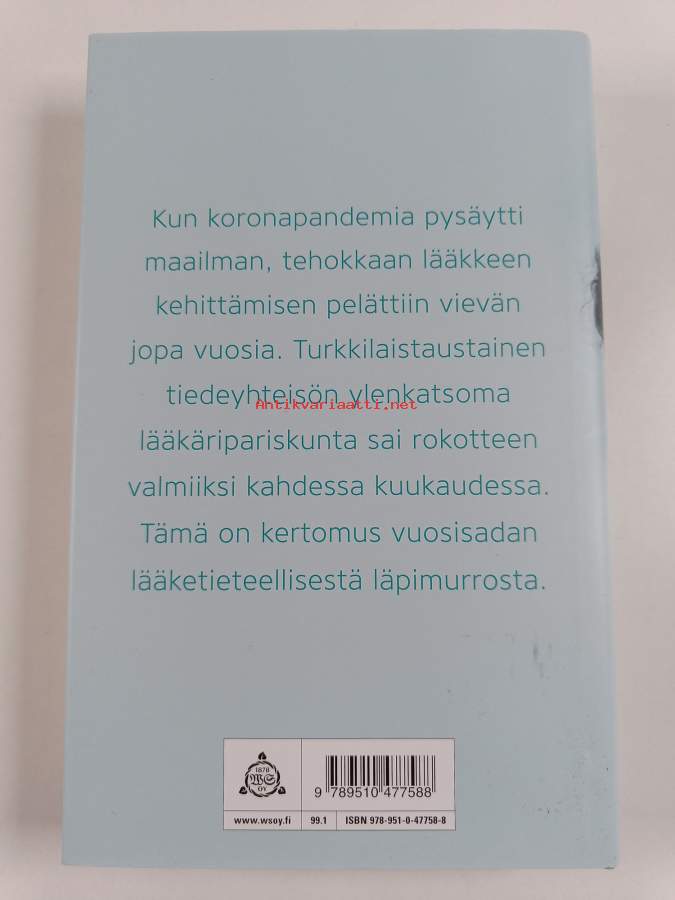 Kun koronapandemia pysäytti
maailman, tehokkaan lääkkeen
kehittämisen pelättiin vievän
jopa vuosia. Turkkilaistaustainen
tiedeyhteisön ylenkatsoma
Antikvariaatti.net
lääkäripariskunta sai rokotteen
valmiiksi kahdessa kuukaudessa.
Tämä on kertomus vuosisadan
lääketieteellisestä läpimurrosta.
1878
WS
OY
9 789510 477588
www.wsoy.fi
99.1
ISBN 978-951-0-47758-8